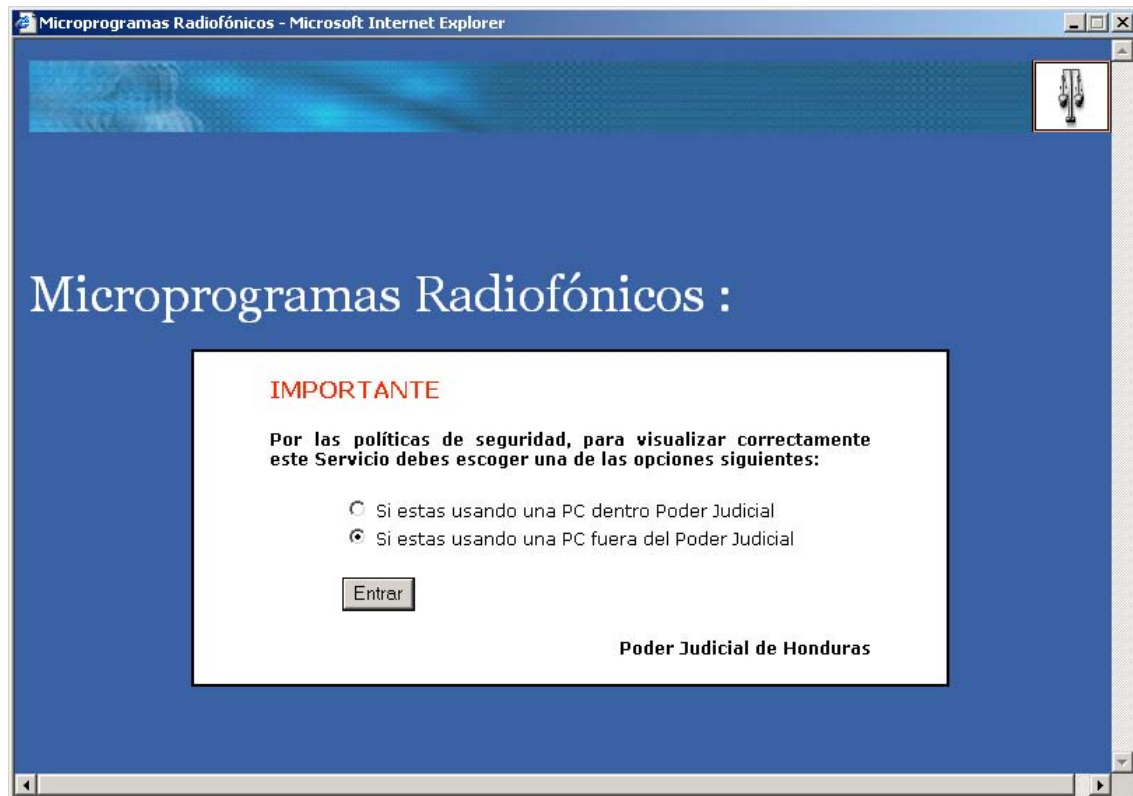 Microprogramas Radiofónicos - Microsoft Internet Explorer
Microprogramas Radiofónicos :
IMPORTANTE
Por las políticas de seguridad, para visualizar correctamente
este Servicio debes escoger una de las opciones siguientes:
Si estas usando una PC dentro Poder Judicial
Si estas usando una PC fuera del Poder Judicial
Entrar
Poder Judicial de Honduras